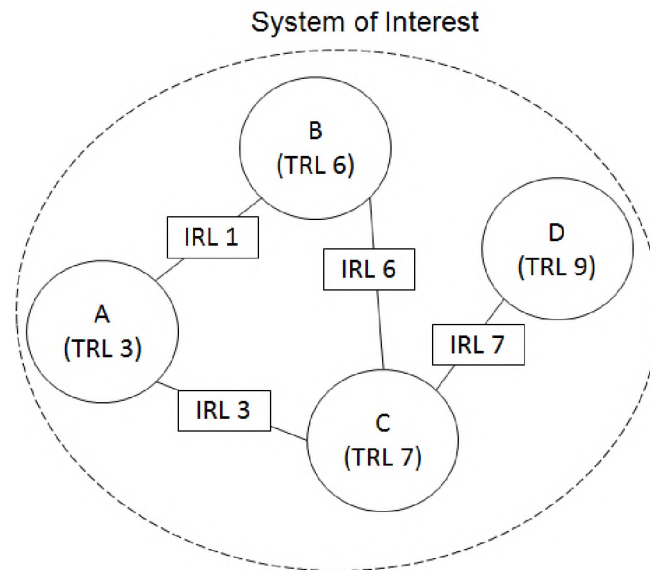 System of Interest
B
(TRL 6)
IRL 1
D
(TRL 9)
IRL 6
A
(TRL 3)
IRL 7
IRL 3
C
(TRL 7)